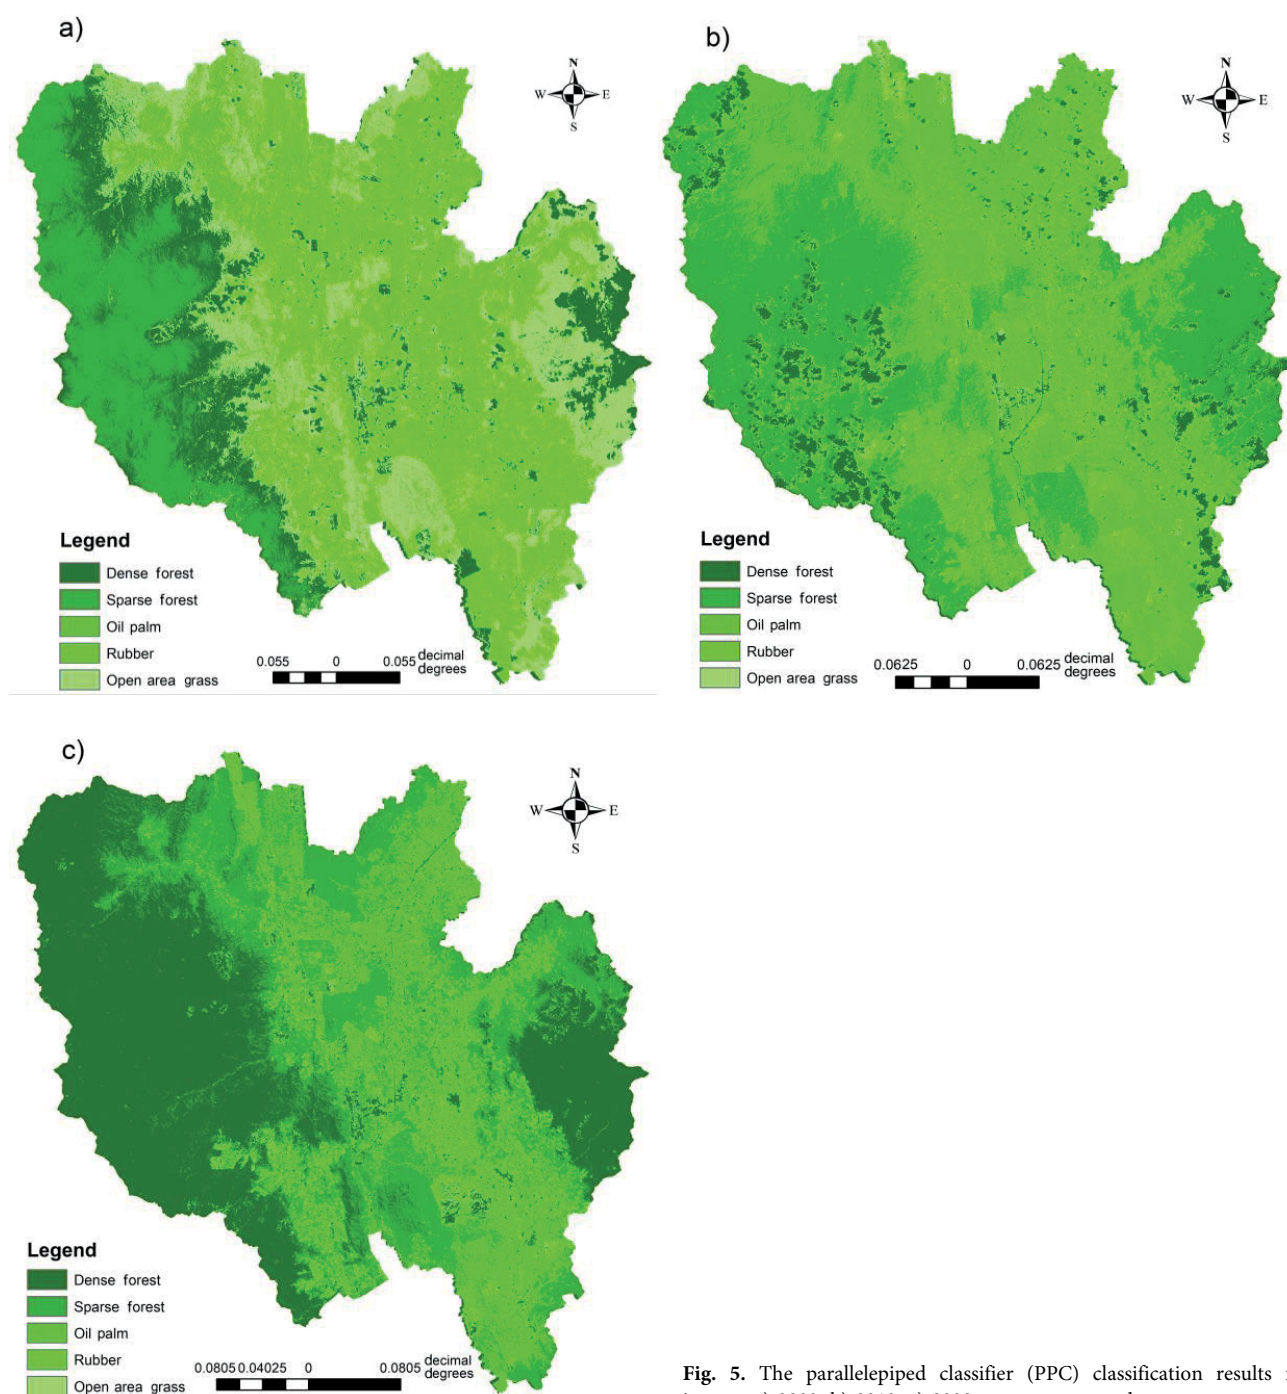 a)
N
W E
S
Legend
Dense forest
Sparse forest
Oil palm
Rubber
Open area grass
0.055 0 0.055 decimal degrees
b)
N
W E
S
Legend
Dense forest
Sparse forest
Oil palm
Rubber
Open area grass
0.0625 0 0.0625 decimal degrees
c)
N
W E
S
Legend
Dense forest
Sparse forest
Oil palm
Rubber
Open area grass
0.0805 0.04025 0 0.0805 decimal degrees
Fig. 5. The parallelepiped classifier (PPC) classification results